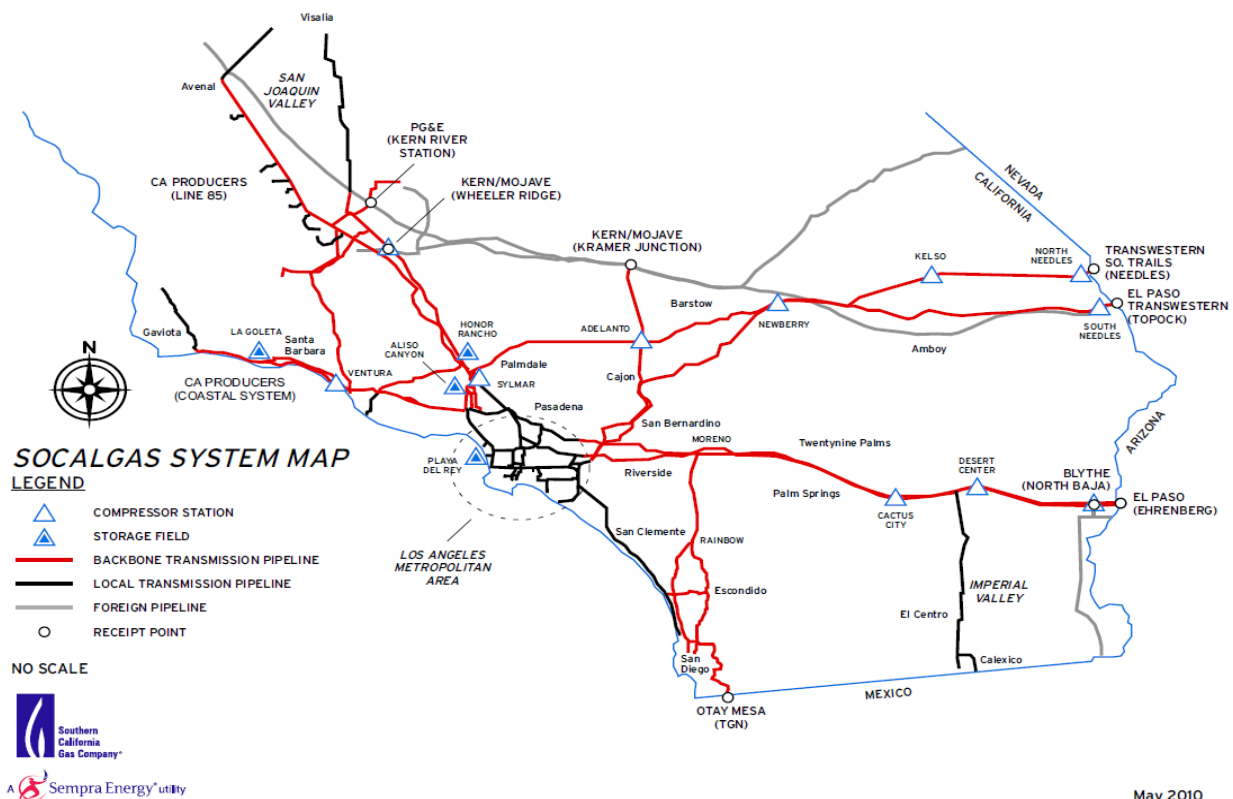 Visalia
Avenal
SAN
JOAQUIN
VALLEY
PG&E
(KERN RIVER
STATION)
CA PRODUCERS
(LINE 85)
KERN/MOJAVE
(WHEELER RIDGE)
KERN/MOJAVE
(KRAMER JUNCTION)
NEVADA
CALIFORNIA
KELSO
NORTH
NEEDLES
TRANSWESTERN
SO. TRAILS
(NEEDLES)
EL PASO
TRANSWESTERN
(TOPOCK)
SOUTH
NEEDLES
Barstow
NEWBERRY
Amboy
ADELANTO
Cajon
Gaviota
LA GOLETA
Santa
Barbara
HONOR
RANCHO
ALISO
CANYON
Palmdale
SYLMAR
VENTURA
CA PRODUCERS
(COASTAL SYSTEM)
N
Pasadena
San Bernardino
MORENO
Twentynine Palms
PLAYA
DEL REY
Riverside
Palm Springs
DESERT
CENTER
CACTUS
CITY
ARIZONA
BLYTHE
(NORTH BAJA)
EL PASO
(EHRENBERG)
San Clemente
LOS ANGELES
METROPOLITAN
AREA
RAINBOW
Escondido
IMPERIAL
VALLEY
El Centro
Calexico
San
Diego
MEXICO
OTAY MESA
(TGN)
SOCALGAS SYSTEM MAP
LEGEND
COMPRESSOR STATION
STORAGE FIELD
BACKBONE TRANSMISSION PIPELINE
LOCAL TRANSMISSION PIPELINE
FOREIGN PIPELINE
RECEIPT POINT
NO SCALE
Southern
California
Gas Company®
A Sempra Energy® utility
May 2010